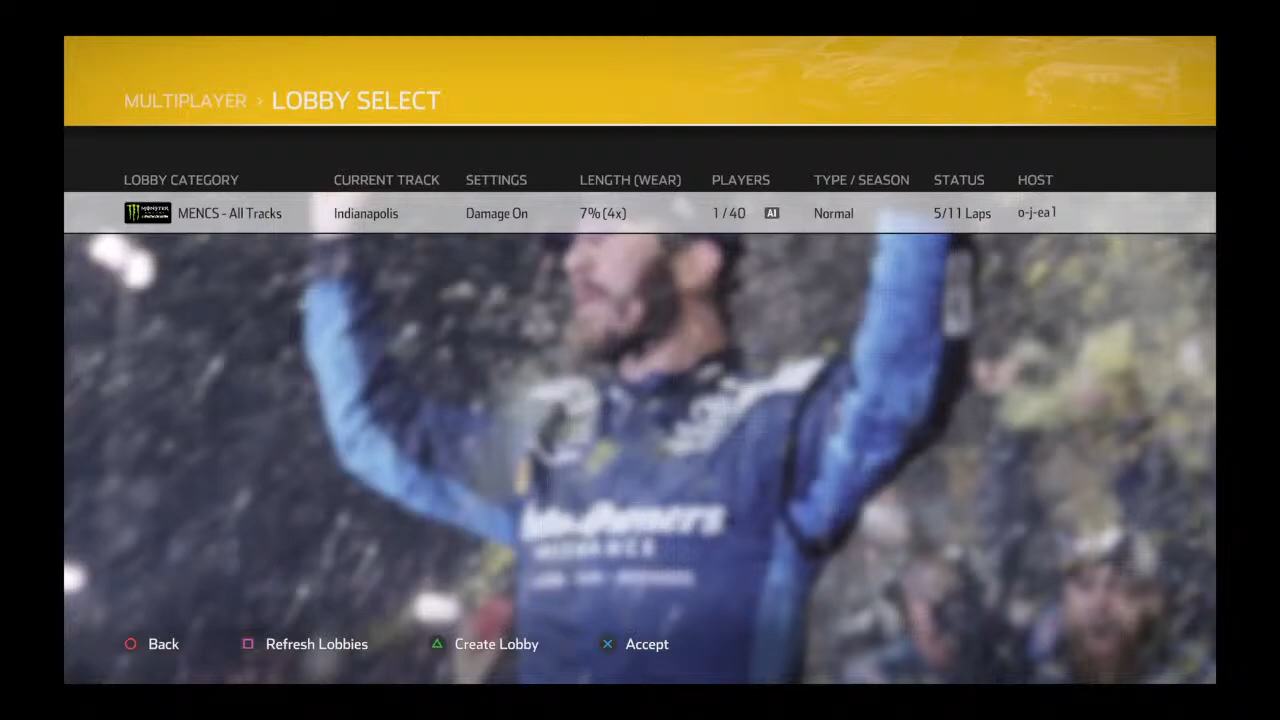 MULTIPLAYER > LOBBY SELECT
LOBBY CATEGORY CURRENT TRACK SETTINGS LENGTH (WEAR) PLAYERS TYPE / SEASON STATUS HOST
MONSTER MENCS - All Tracks Indianapolis Damage On 7% (4x) 1 / 40 AI Normal 5/11 Laps o-j-ea1
Back Refresh Lobbies Create Lobby Accept